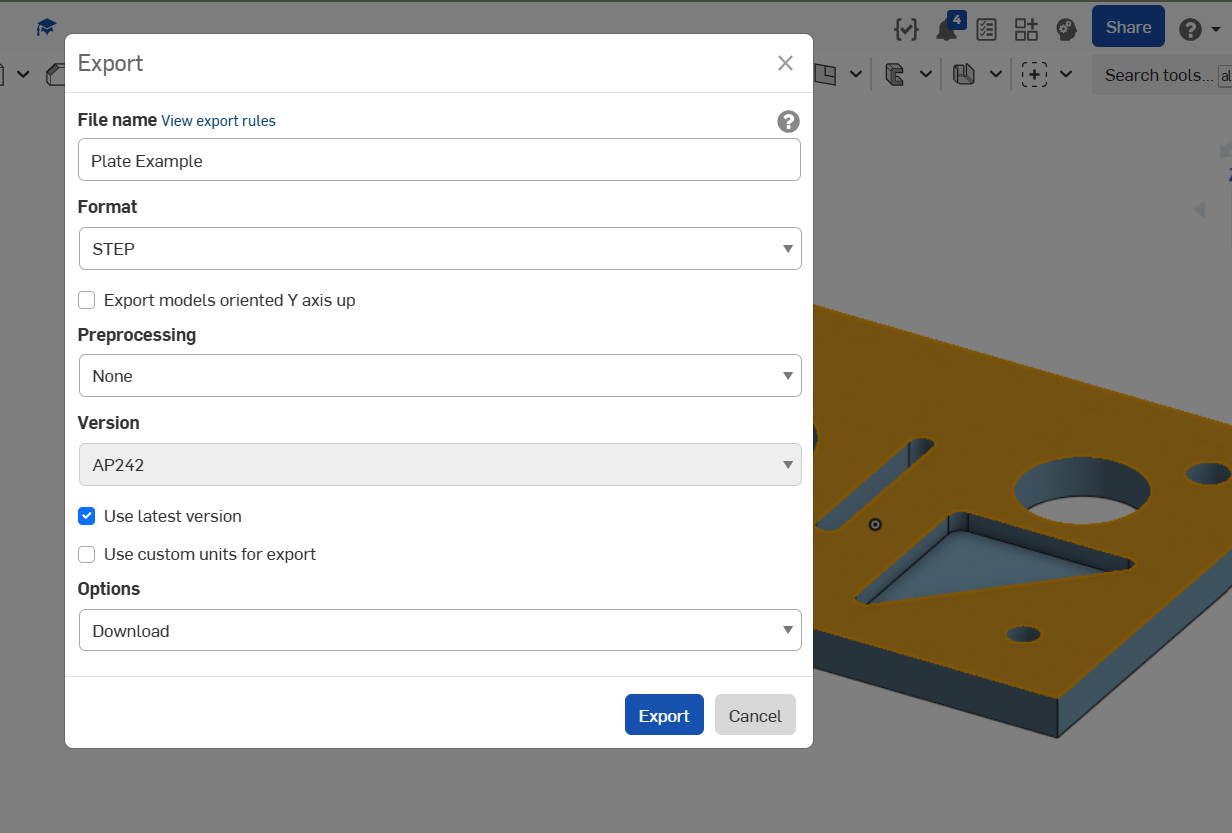 4
Share
?
Search tools... al
Export
File name View export rules
?
Plate Example
Format
STEP
Export models oriented Y axis up
Preprocessing
None
Version
AP242
Use latest version
Use custom units for export
Options
Download
Export Cancel